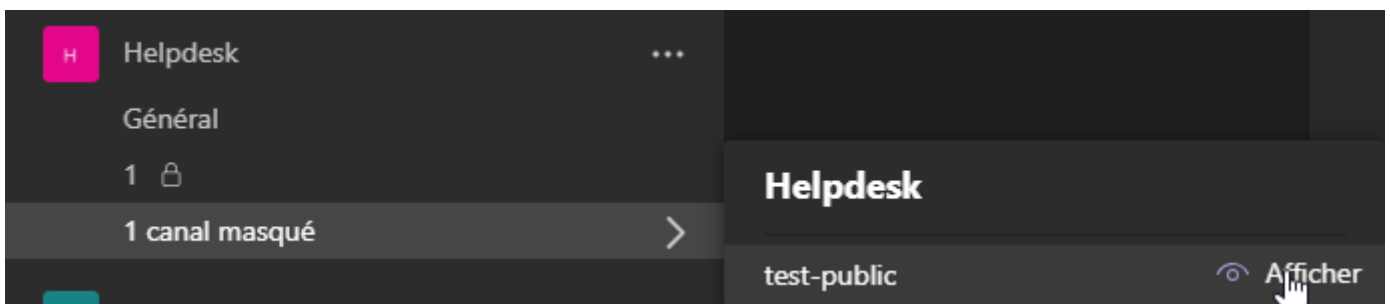 H Helpdesk
Général
1
1 canal masqué
Helpdesk
test-public Afficher